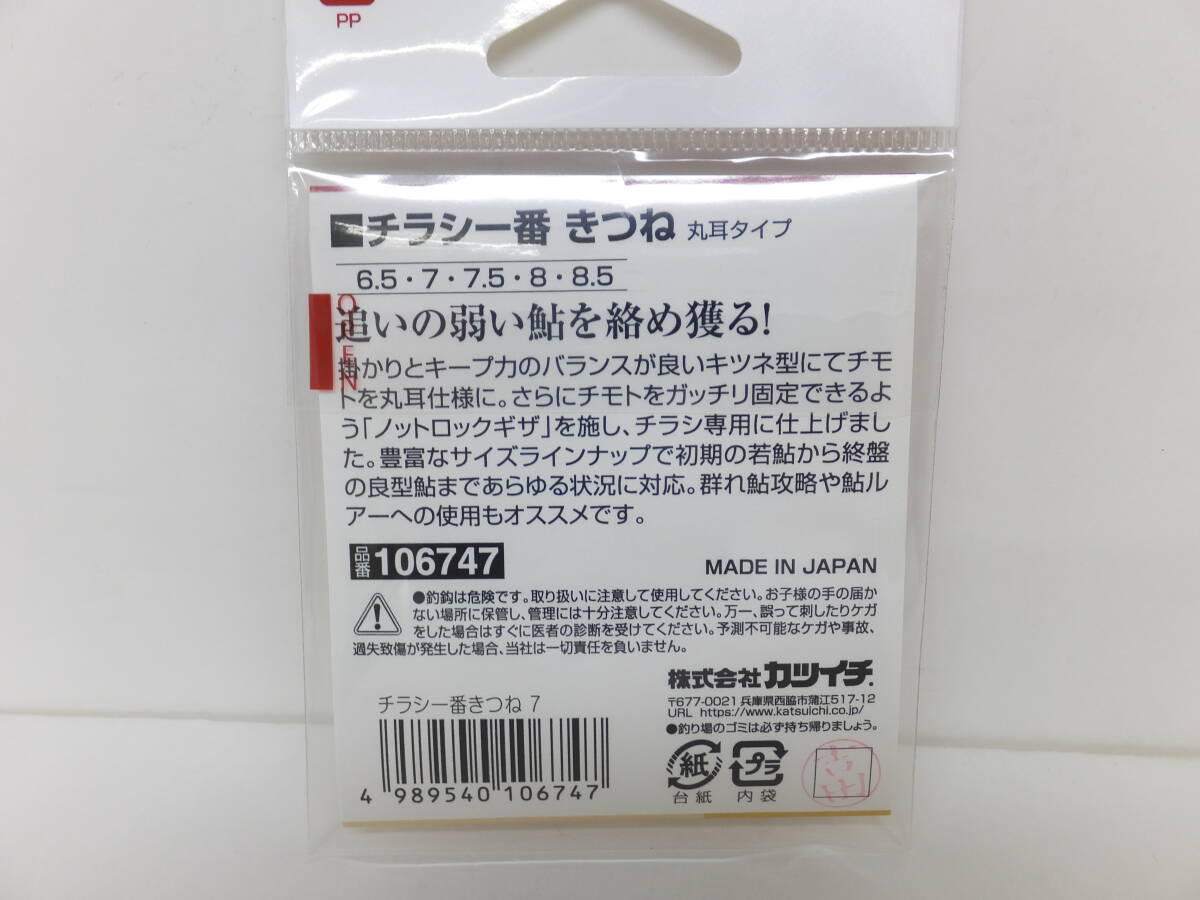 PP
■チラシ一番 きつね 丸耳タイプ
6.5・7・7.5・8・8.5
OPEN
追いの弱い鮎を絡め獲る!
掛かりとキープ力のバランスが良いキツネ型にてチモ
トを丸耳仕様に。さらにチモトをガッチリ固定できるよ
う「ノットロックギザ」を施し、チラシ専用に仕上げまし
た。豊富なサイズラインナップで初期の若鮎から終盤
の良型鮎まであらゆる状況に対応。群れ鮎攻略や鮎ル
アーへの使用もオススメです。
品番 106747
MADE IN JAPAN
●釣鈎は危険です。取り扱いに注意して使用してください。お子様の手の届か
ない場所に保管し、管理には十分注意してください。万一、誤って刺したりケガ
をした場合はすぐに医者の診断を受けてください。予測不可能なケガや事故、
過失致傷が発生した場合、当社は一切責任を負いません。
株式会社カツイチ.
〒677-0021 兵庫県西脇市蒲江517-12
URL https://www.katsuichi.co.jp/
●釣り場のゴミは必ず持ち帰りましょう。
チラシ一番きつね 7
4 989540 106747
紙
台紙
プラ
内袋